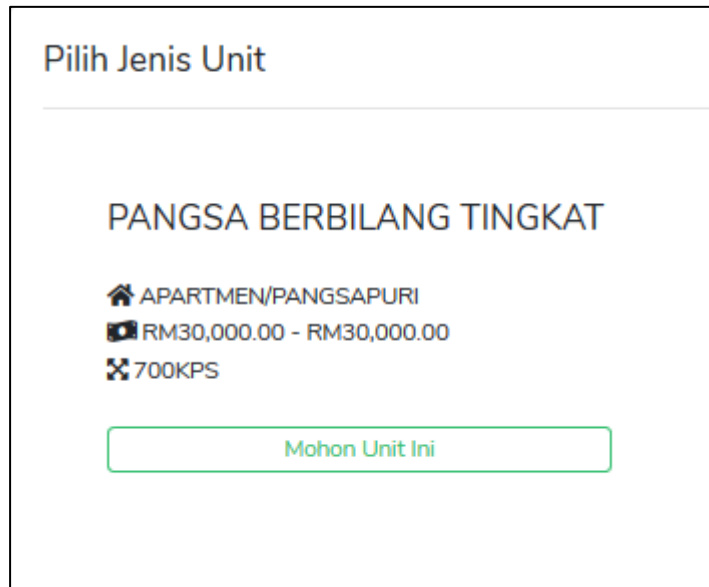 Pilih Jenis Unit
PANGSA BERBILANG TINGKAT
APARTMEN/PANGSAPURI
RM30,000.00 - RM30,000.00
700KPS
Mohon Unit Ini